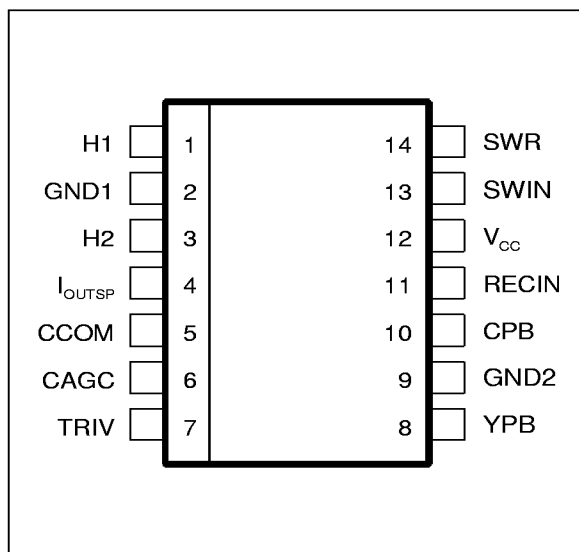 H1 1 14 SWR
GND1 2 13 SWIN
H2 3 12 VCC
IOUTSP 4 11 RECIN
CCOM 5 10 CPB
CAGC 6 9 GND2
TRIV 7 8 YPB